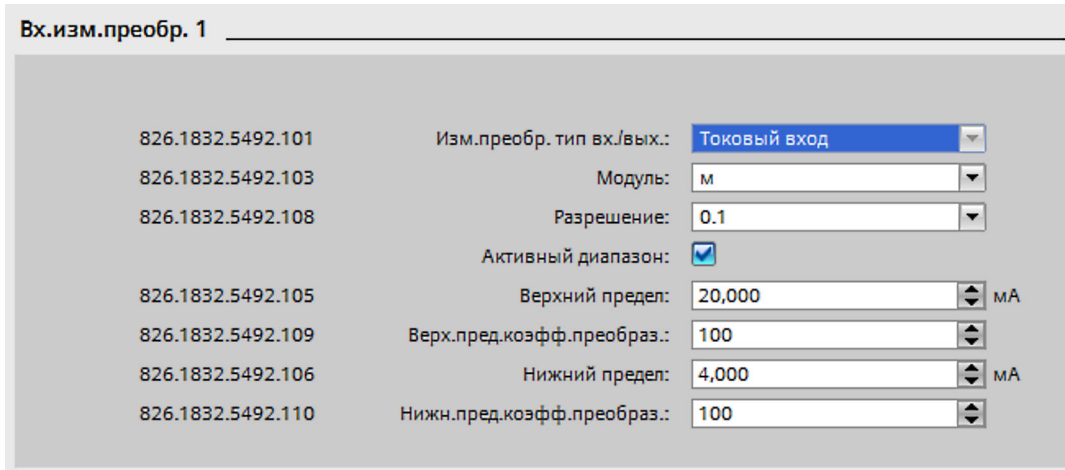 Вх.изм.преобр. 1
826.1832.5492.101 Изм.преобр. тип вх./вых.: Токовый вход
826.1832.5492.103 Модуль: м
826.1832.5492.108 Разрешение: 0.1
Активный диапазон:
826.1832.5492.105 Верхний предел: 20,000 мА
826.1832.5492.109 Верх.пред.коэфф.преобраз.: 100
826.1832.5492.106 Нижний предел: 4,000 мА
826.1832.5492.110 Нижн.пред.коэфф.преобраз.: 100